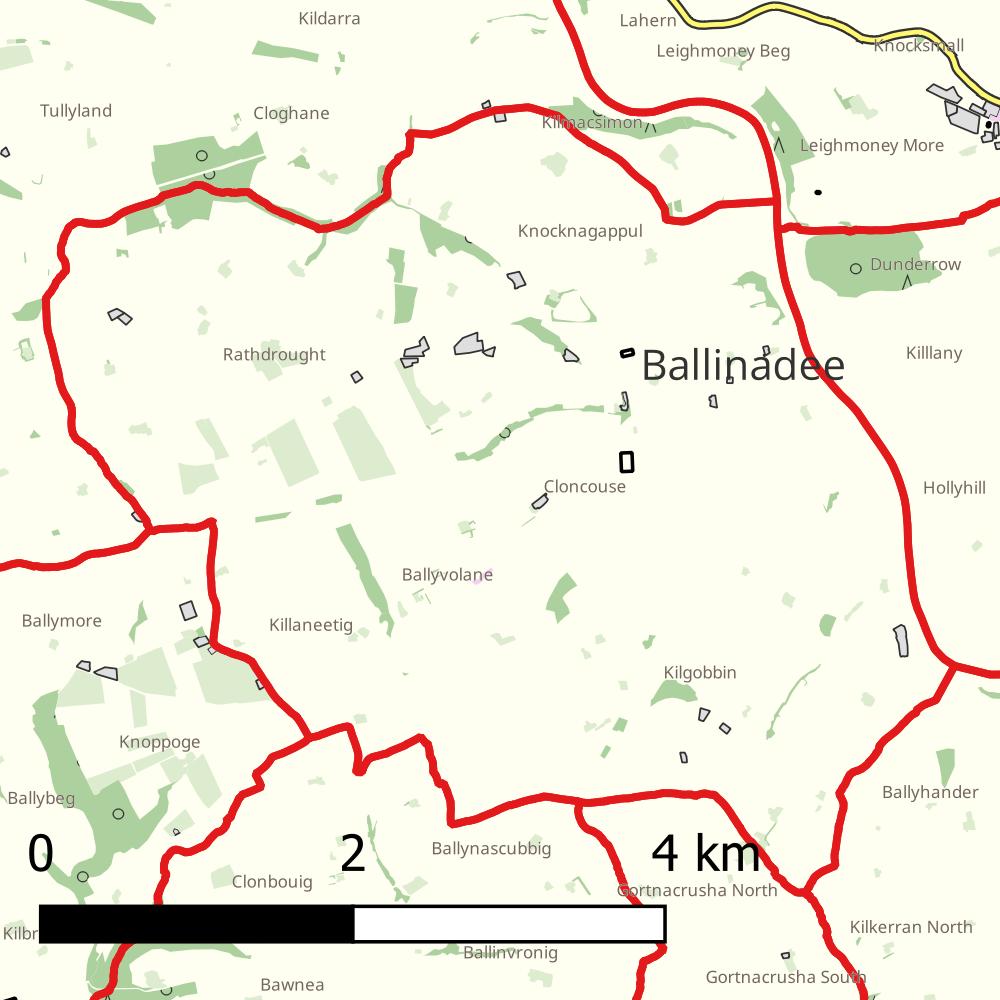 Kildarra
Lahern
Leighmoney Beg
Knocksmall
Tullyland
Cloghane
Kilmacsimon
Leighmoney More
Knocknagappul
Dunderrow
Rathdrought
Ballinadee
Killlany
Cloncouse
Hollyhill
Ballyvolane
Ballymore
Killaneetig
Kilgobbin
Knoppoge
Ballybeg
Ballyhander
0 2 4 km
Ballynascubbig
Clonbouig
Gortnacrusha North
Kilbr
Kilkerran North
Ballinvronig
Bawnea
Gortnacrusha South